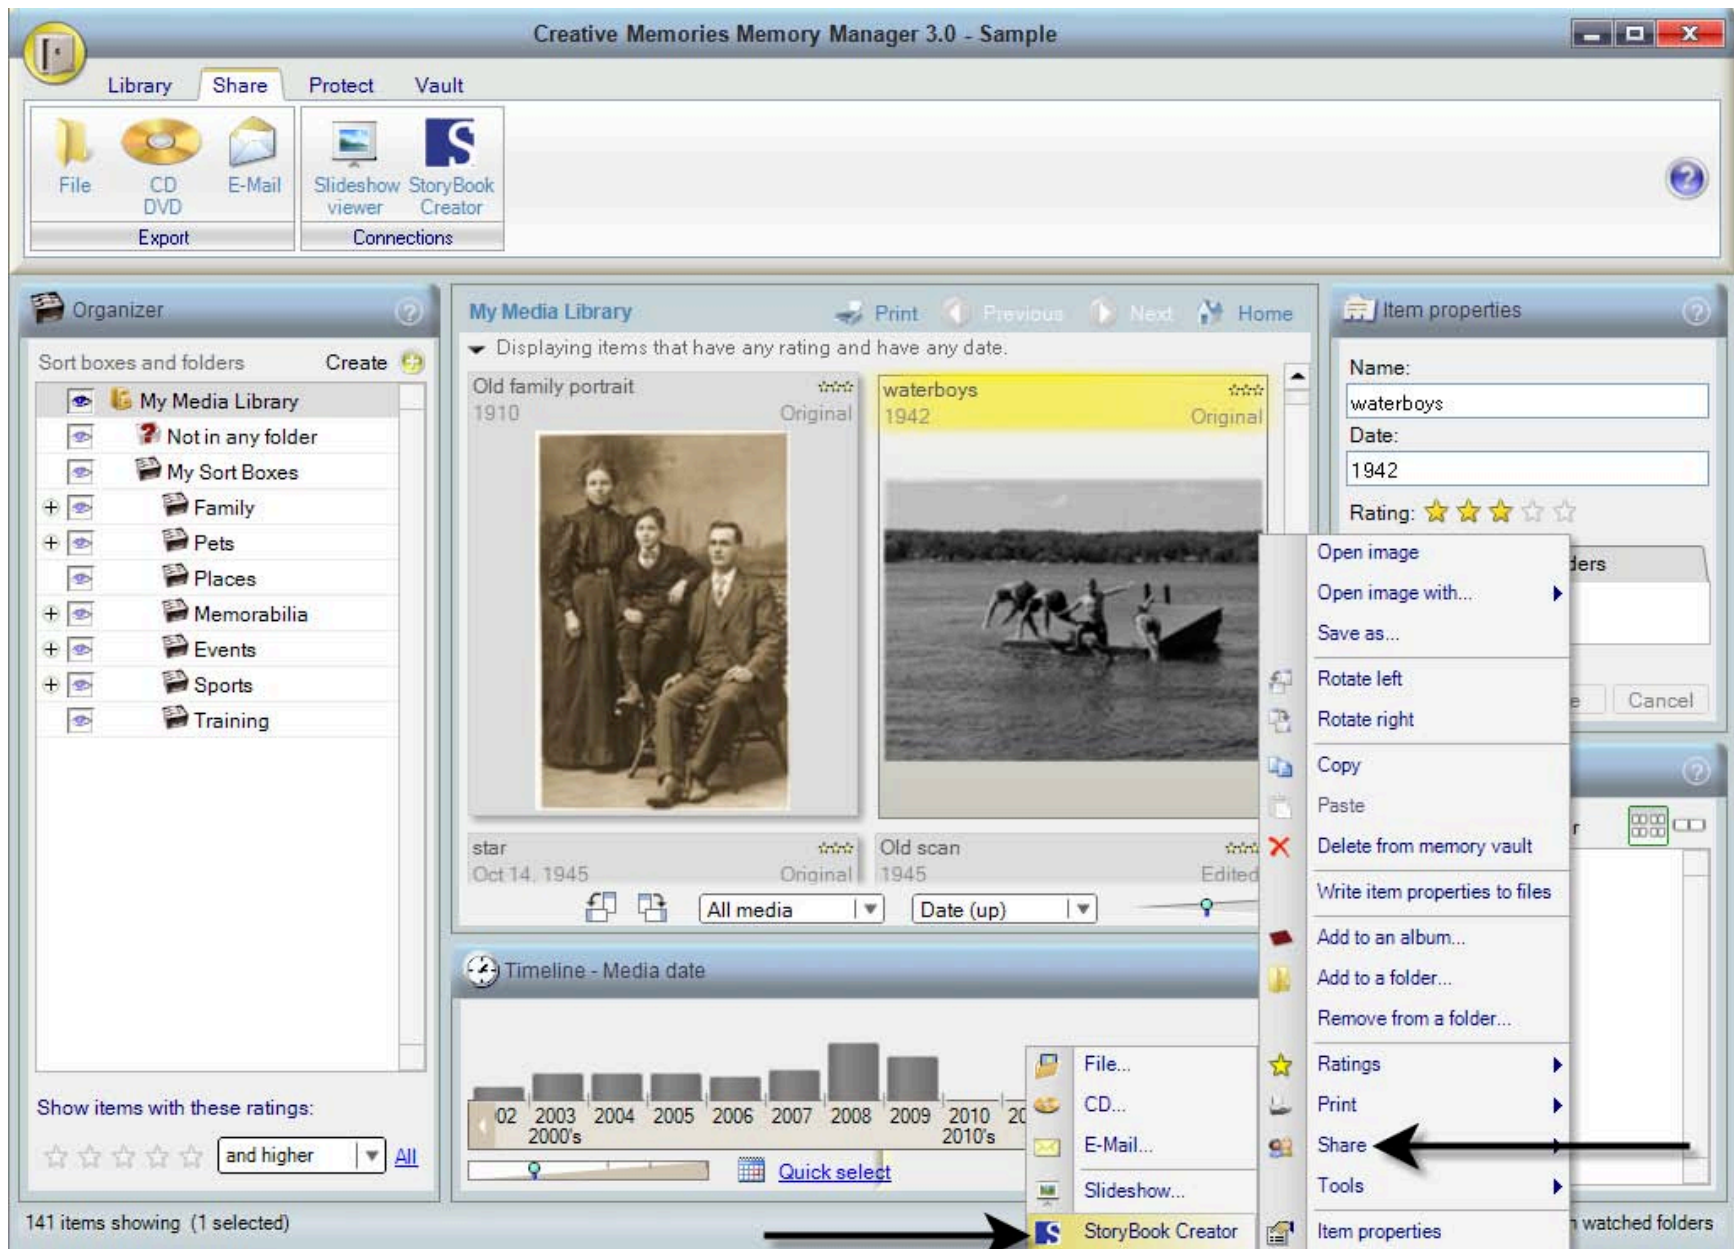 Creative Memories Memory Manager 3.0 - Sample
Library Share Protect Vault
File CD DVD E-Mail Slideshow viewer StoryBook Creator
Export Connections
Organizer
Sort boxes and folders Create
My Media Library
Not in any folder
My Sort Boxes
Family
Pets
Places
Memorabilia
Events
Sports
Training
Show items with these ratings:
and higher All
141 items showing (1 selected)
My Media Library Print Previous Next Home
Displaying items that have any rating and have any date.
Old family portrait
1910 Original
waterboys
1942 Original
star
Oct 14, 1945 Original
Old scan
1945 Edited
All media Date (up)
Timeline - Media date
02 2003 2004 2005 2006 2007 2008 2009 2010 20
2000's 2010's
Quick select
File...
CD...
E-Mail...
Slideshow...
StoryBook Creator
Item properties
Name:
waterboys
Date:
1942
Rating:
ders
Cancel
Open image
Open image with...
Save as...
Rotate left
Rotate right
Copy
Paste
Delete from memory vault
Write item properties to files
Add to an album...
Add to a folder...
Remove from a folder...
Ratings
Print
Share
Tools
Item properties
watched folders